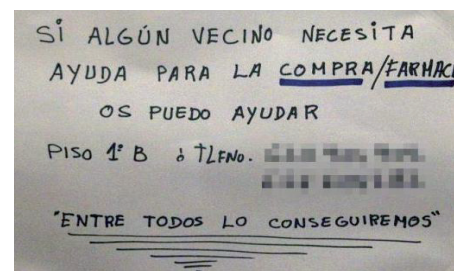 SI ALGÚN VECINO NECESITA
AYUDA PARA LA COMPRA/FARMAC
OS PUEDO AYUDAR
PISO 1º B ó TLFNO.
"ENTRE TODOS LO CONSEGUIREMOS"